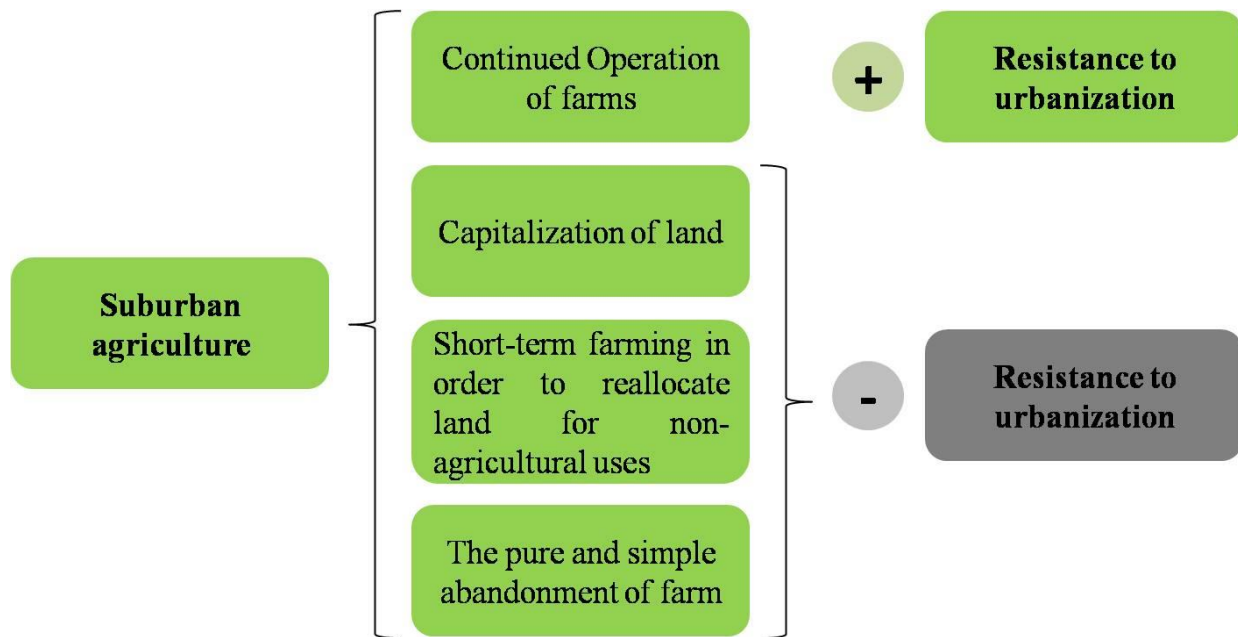 Continued Operation
of farms
+
Resistance to
urbanization
Capitalization of land
Suburban
agriculture
Short-term farming in
order to reallocate
land for non-
agricultural uses
-
Resistance to
urbanization
The pure and simple
abandonment of farm